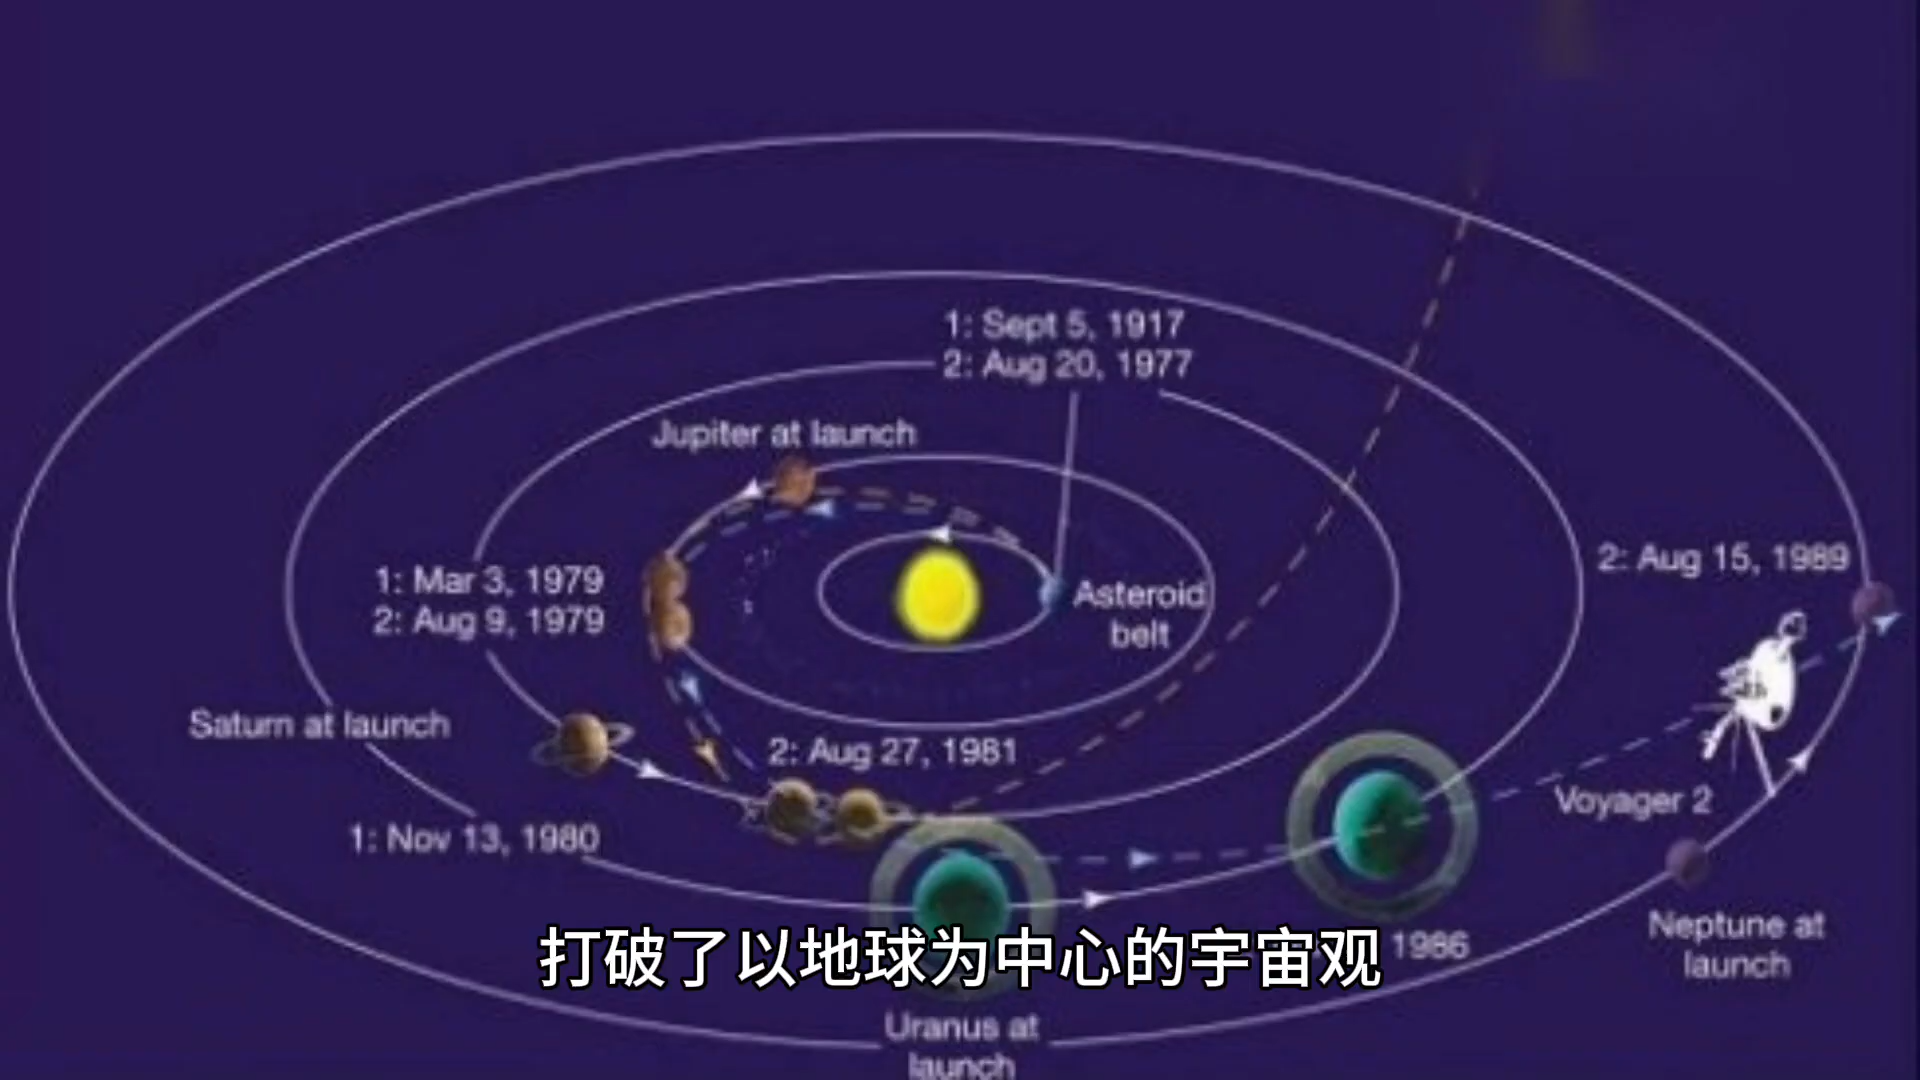 1: Sept 5, 1917
2: Aug 20, 1977
Jupiter at launch
1: Mar 3, 1979
2: Aug 9, 1979
Asteroid
belt
2: Aug 15, 1989
Saturn at launch
2: Aug 27, 1981
Voyager 2
1: Nov 13, 1980
Neptune at
launch
1986
打破了以地球为中心的宇宙观
Uranus at
launch